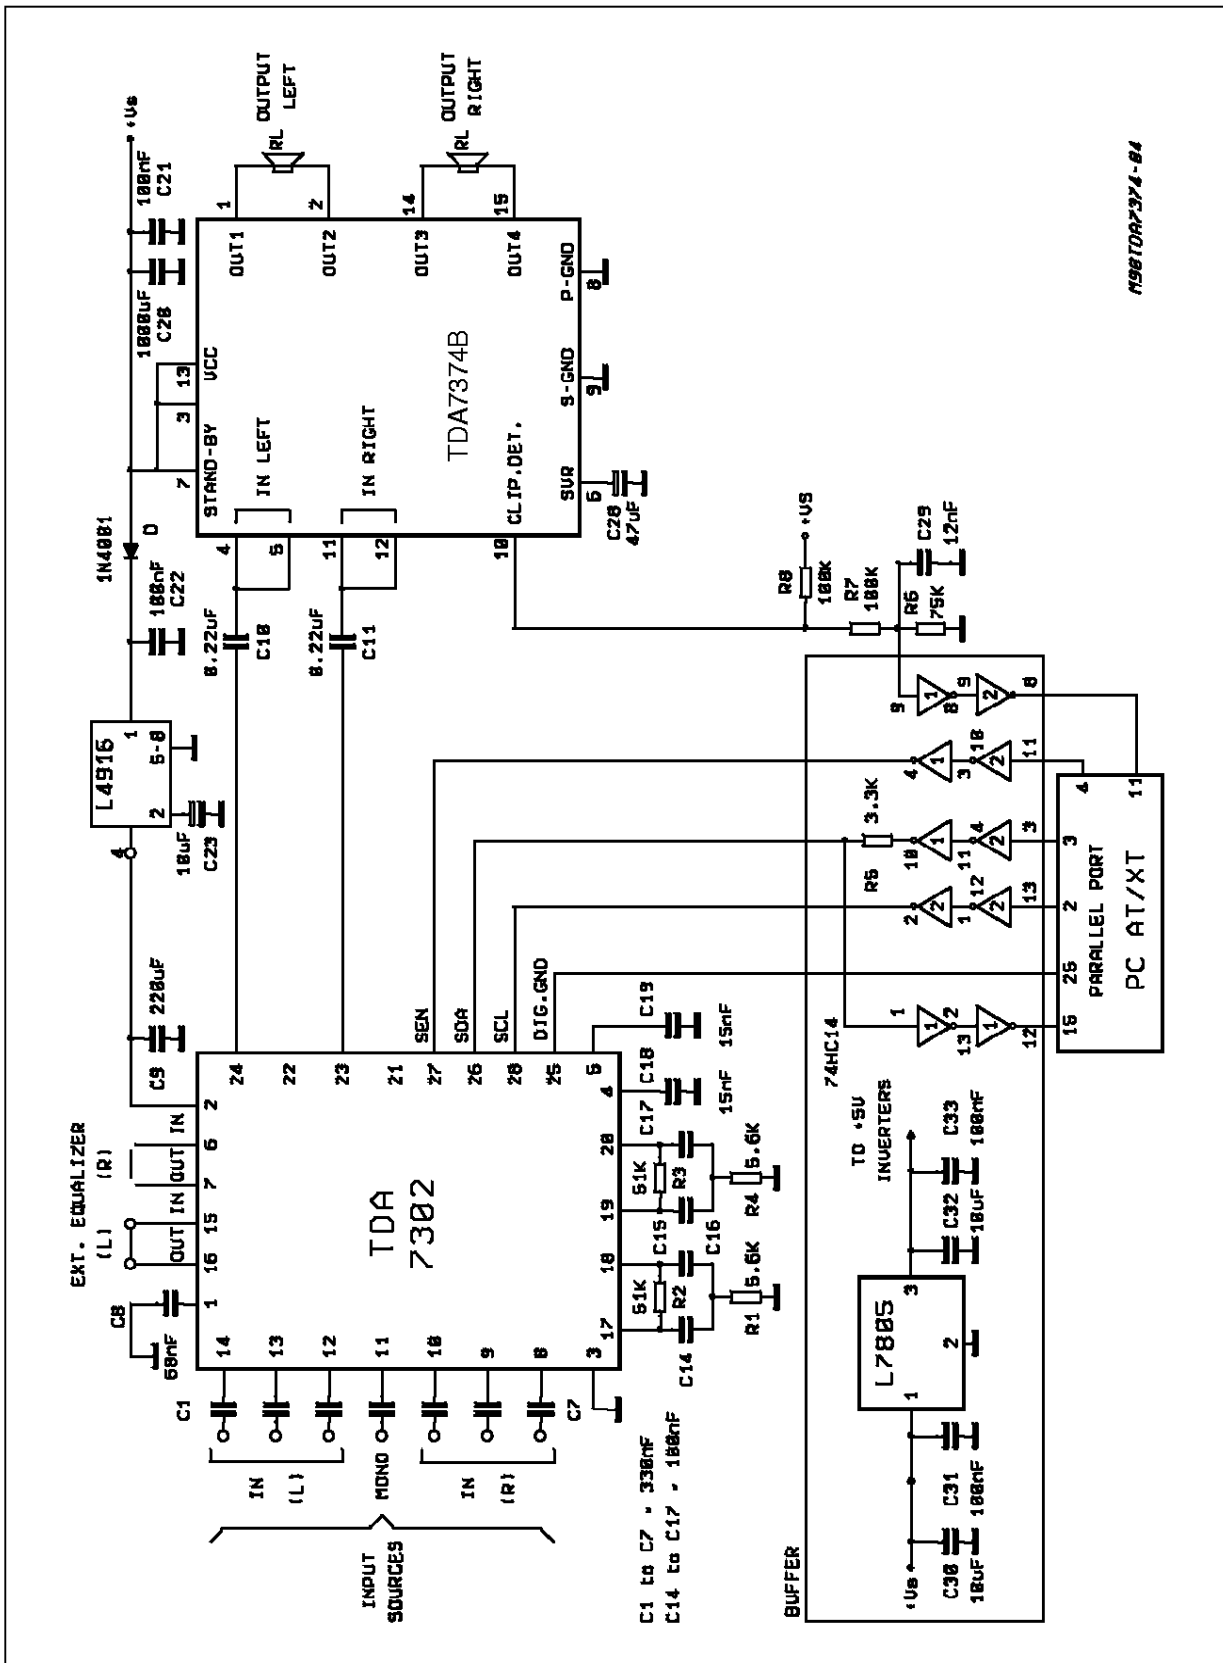 EXT. EQUALIZER
(L)
(R)
OUT IN
OUT IN
C8
68nF
C9
220uF
L4916
4
1
2
5-8
10uF
C23
100nF
C22
1N4001
D
1000uF
C20
100nF
C21
+Vs
1
16
15
7
6
2
INPUT
SOURCES
IN
(L)
MONO
IN
(R)
C1
C7
14
13
12
11
10
9
8
3
TDA
7302
24
22
23
21
27
26
28
25
5
SEN
SDA
SCL
DIG.GND
17
18
19
20
4
51K
R2
C14
C15
R1
5.6K
51K
R3
C16
C17
R4
5.6K
C18
15nF
C19
15nF
C1 to C7 = 330nF
C14 to C17 = 100nF
0.22uF
C10
0.22uF
C11
4
5
11
12
10
7
3
13
STAND-BY
VCC
IN LEFT
IN RIGHT
CLIP.DET.
TDA7374B
SVR
S-GND
P-GND
6
9
8
C28
47uF
OUT1
OUT2
OUT3
OUT4
1
2
14
15
RL
OUTPUT
LEFT
RL
OUTPUT
RIGHT
R8
100K
+VS
R7
100K
R6
75K
C29
12nF
BUFFER
+Vs
C30
10uF
C31
100nF
L7805
1
2
3
C32
10uF
C33
100nF
TO +5V
INVERTERS
74HC14
1
1
2
13
1
12
2
2
1
12
2
13
R5
3.3K
10
1
11
4
2
3
4
1
3
10
2
11
9
1
8
9
2
8
15
25
2
3
4
11
PARALLEL PORT
PC AT/XT
M98TDA7374-04